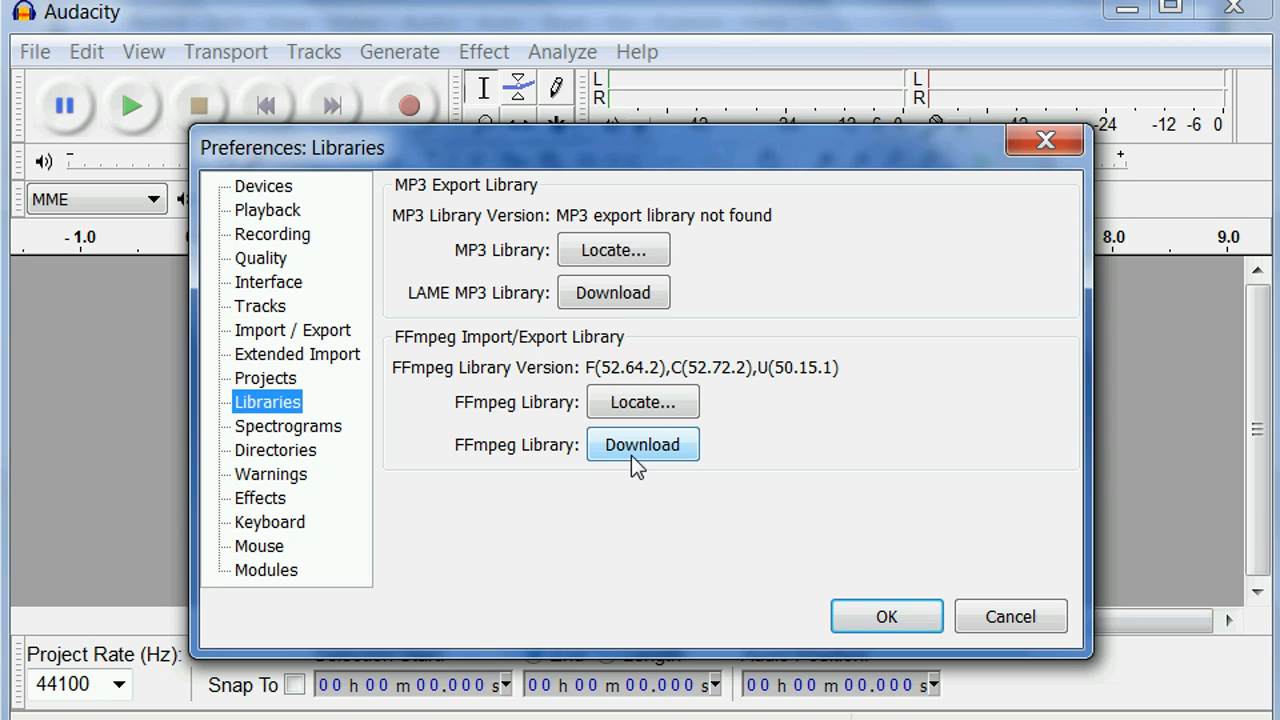 Audacity
File Edit View Transport Tracks Generate Effect Analyze Help
L
R
L
R
-24 -12 -6 0
MME
- 1.0
8.0 9.0
Preferences: Libraries
Devices
Playback
Recording
Quality
Interface
Tracks
Import / Export
Extended Import
Projects
Libraries
Spectrograms
Directories
Warnings
Effects
Keyboard
Mouse
Modules
MP3 Export Library
MP3 Library Version: MP3 export library not found
MP3 Library: Locate...
LAME MP3 Library: Download
FFmpeg Import/Export Library
FFmpeg Library Version: F(52.64.2),C(52.72.2),U(50.15.1)
FFmpeg Library: Locate...
FFmpeg Library: Download
OK Cancel
Project Rate (Hz):
44100
Snap To
00 h 00 m 00.000 s 00 h 00 m 00.000 s 00 h 00 m 00.000 s